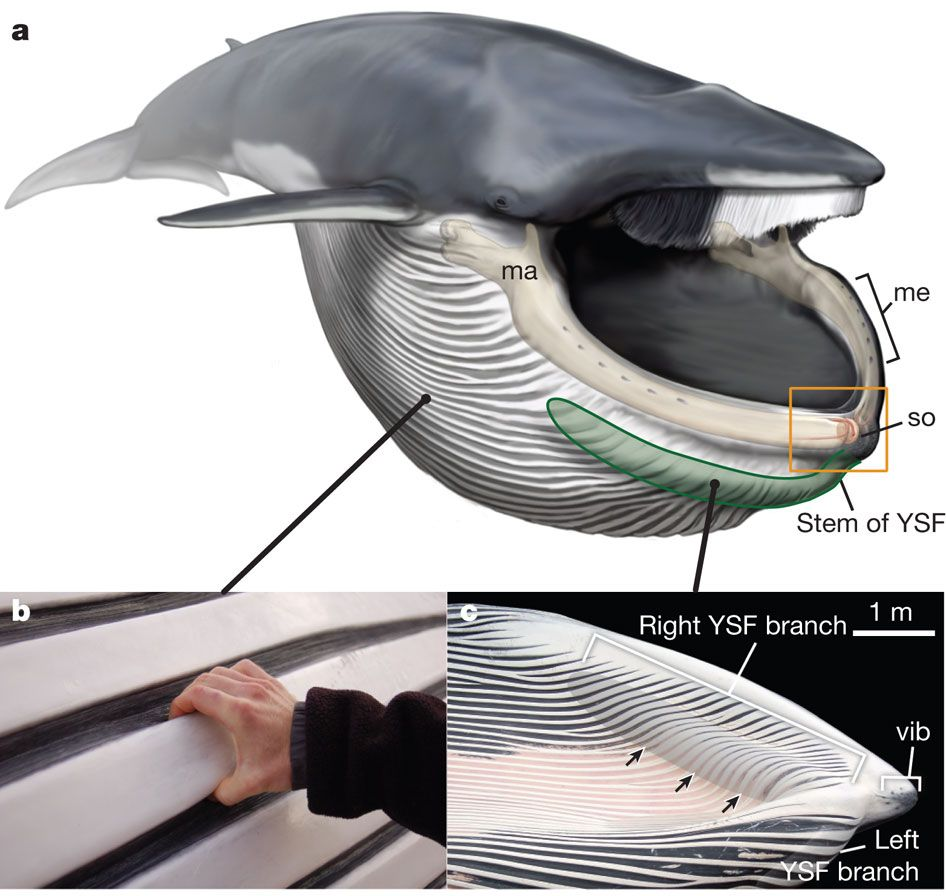 a
ma
me
so
Stem of YSF
b
c
1 m
Right YSF branch
vib
Left
YSF branch